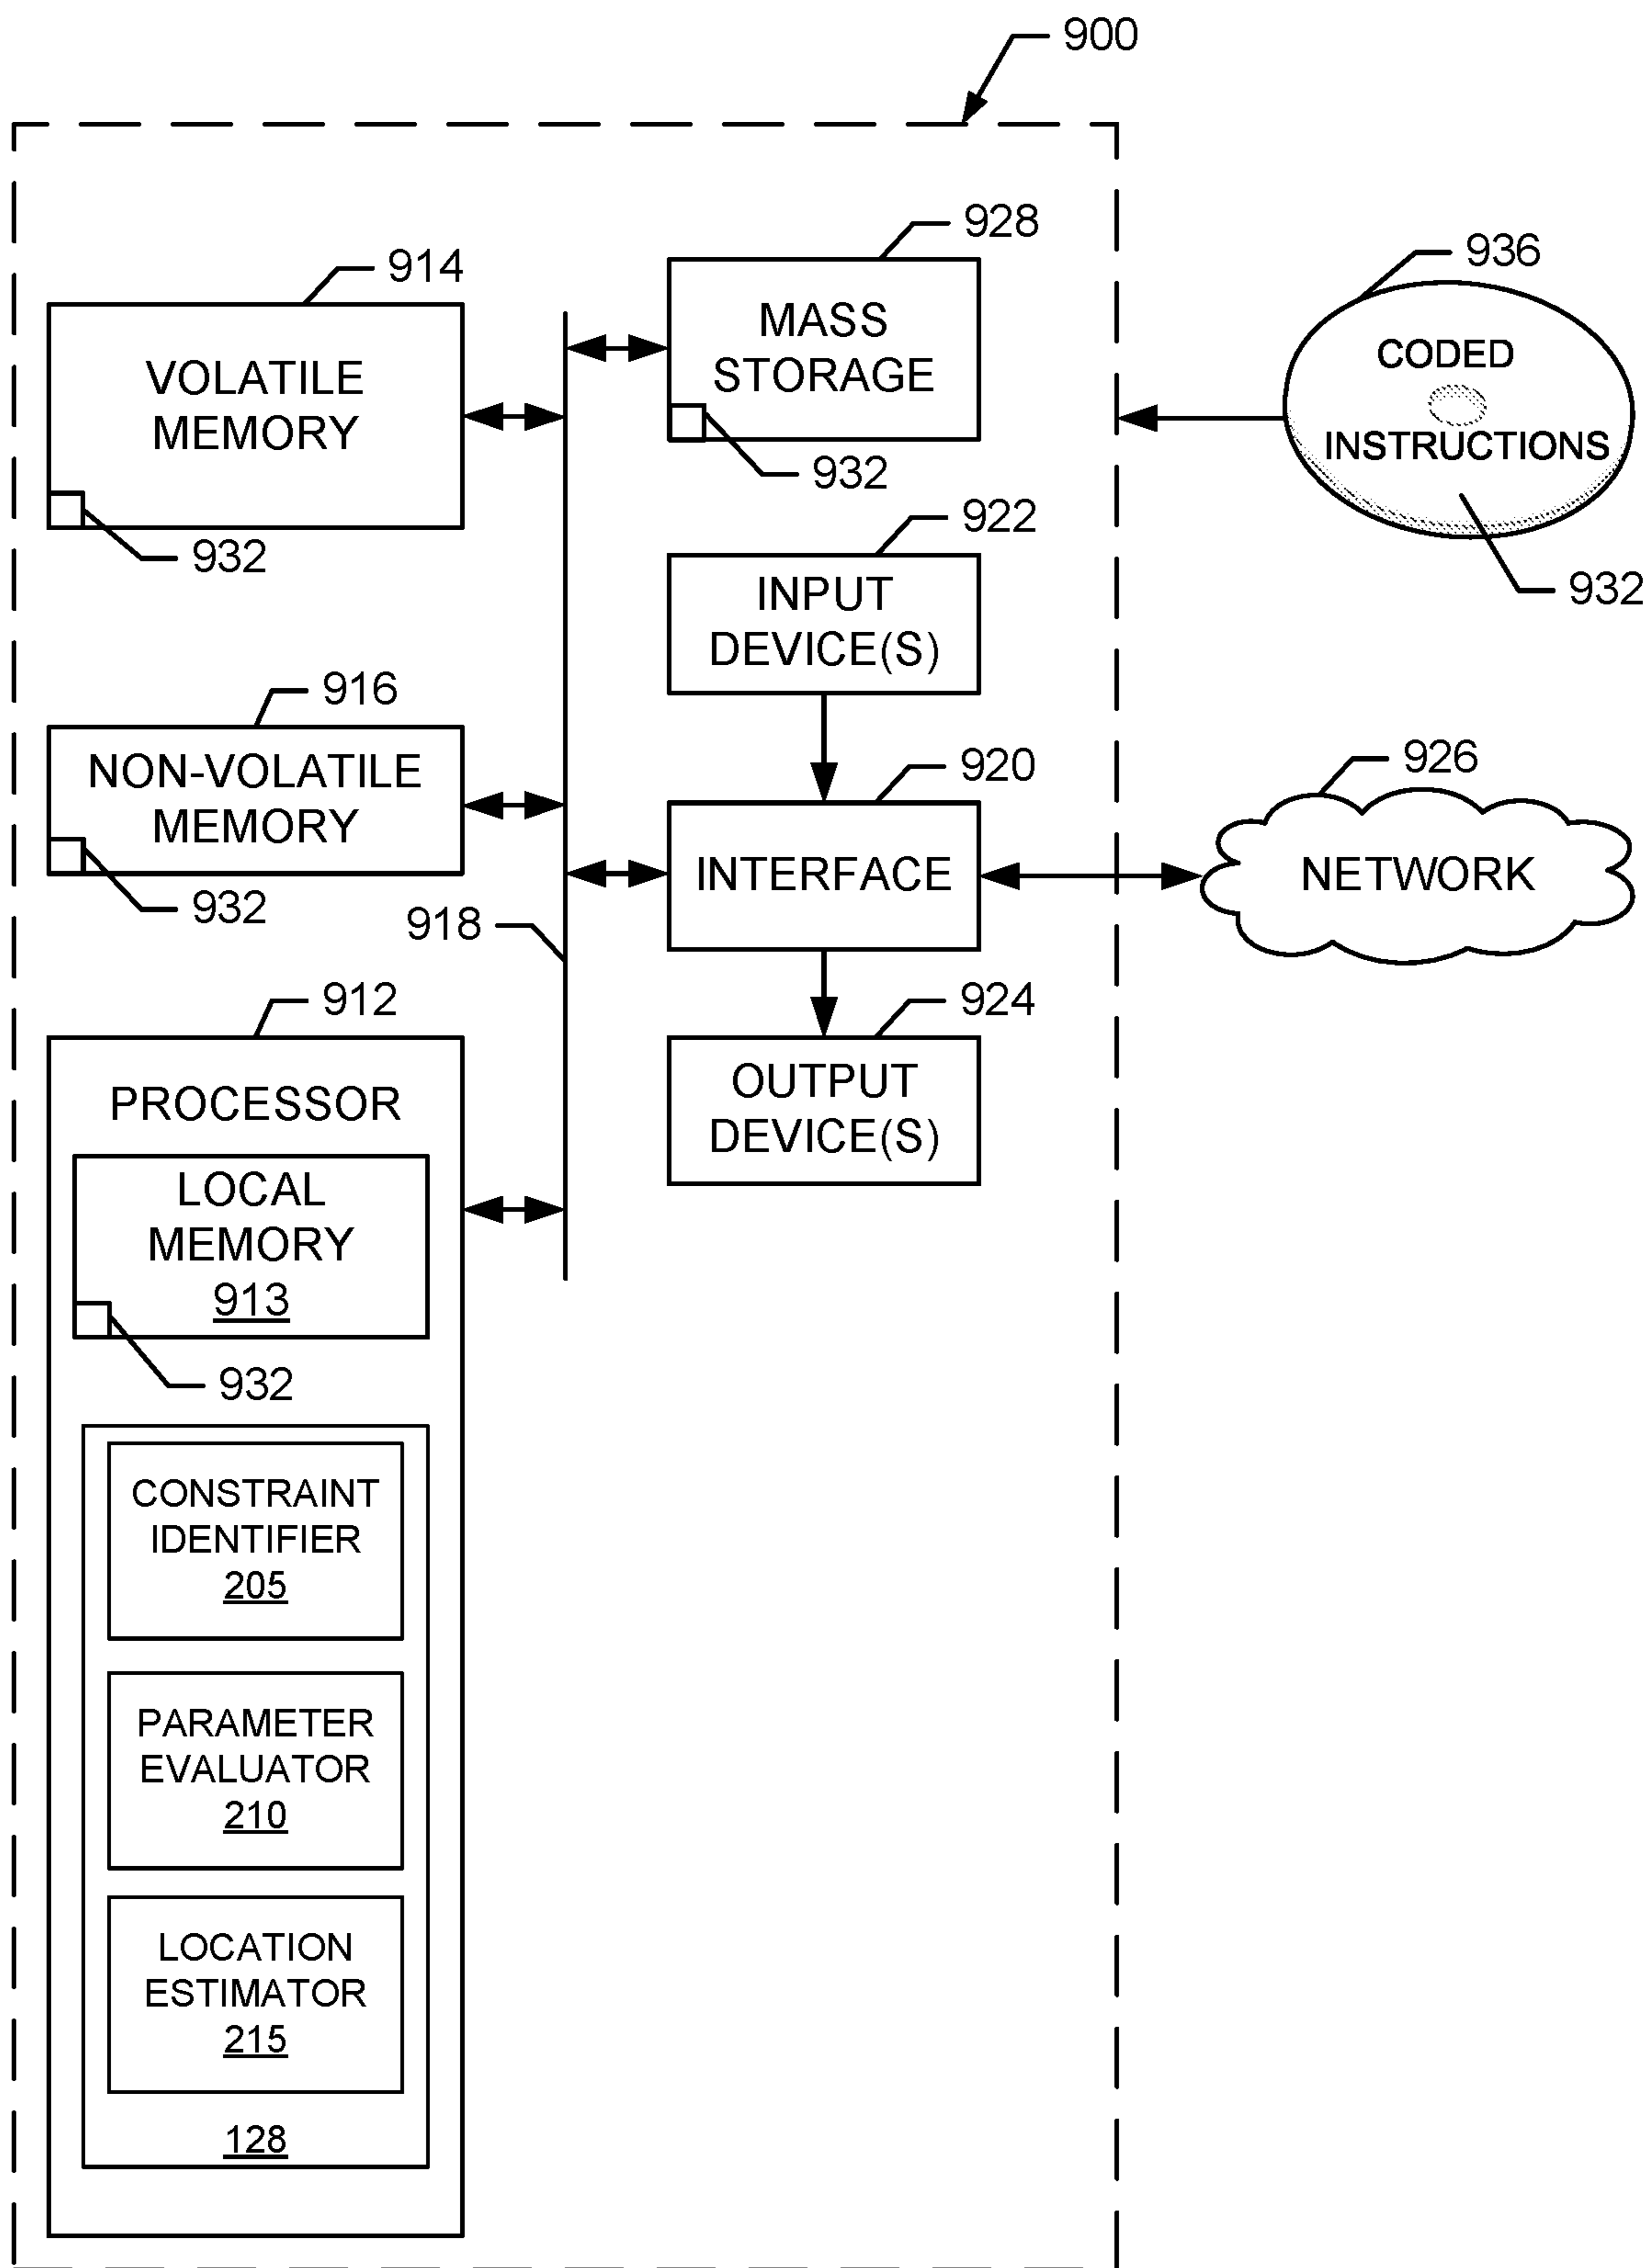 900
928
914
936
MASS
STORAGE
VOLATILE
MEMORY
CODED
INSTRUCTIONS
932
932
932
922
INPUT
DEVICE(S)
916
920
926
NON-VOLATILE
MEMORY
INTERFACE
NETWORK
932
918
912
924
PROCESSOR
OUTPUT
DEVICE(S)
LOCAL
MEMORY
913
932
CONSTRAINT
IDENTIFIER
205
PARAMETER
EVALUATOR
210
LOCATION
ESTIMATOR
215
128